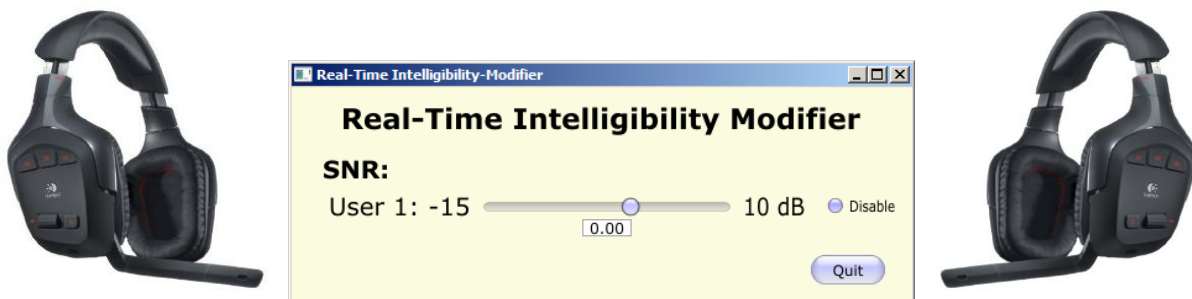 Real-Time Intelligibility-Modifier
Real-Time Intelligibility Modifier
SNR:
User 1: -15 10 dB Disable
0.00
Quit